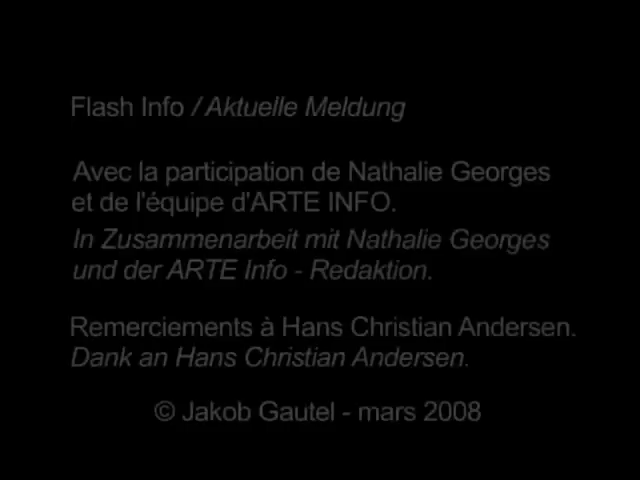 Flash Info / Aktuelle Meldung
Avec la participation de Nathalie Georges
et de l'équipe d'ARTE INFO.
In Zusammenarbeit mit Nathalie Georges
und der ARTE Info - Redaktion.
Remerciements à Hans Christian Andersen.
Dank an Hans Christian Andersen.
© Jakob Gautel - mars 2008